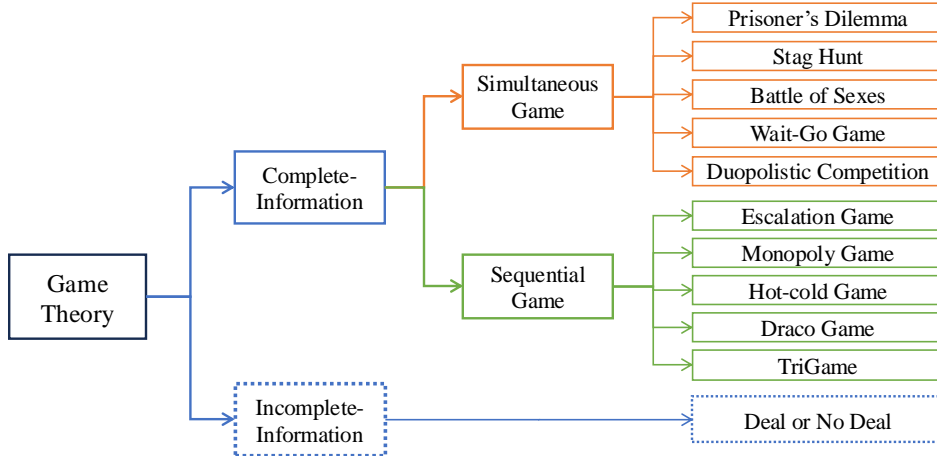 Game
Theory
Complete-
Information
Incomplete-
Information
Simultaneous
Game
Sequential
Game
Prisoner's Dilemma
Stag Hunt
Battle of Sexes
Wait-Go Game
Duopolistic Competition
Escalation Game
Monopoly Game
Hot-cold Game
Draco Game
TriGame
Deal or No Deal